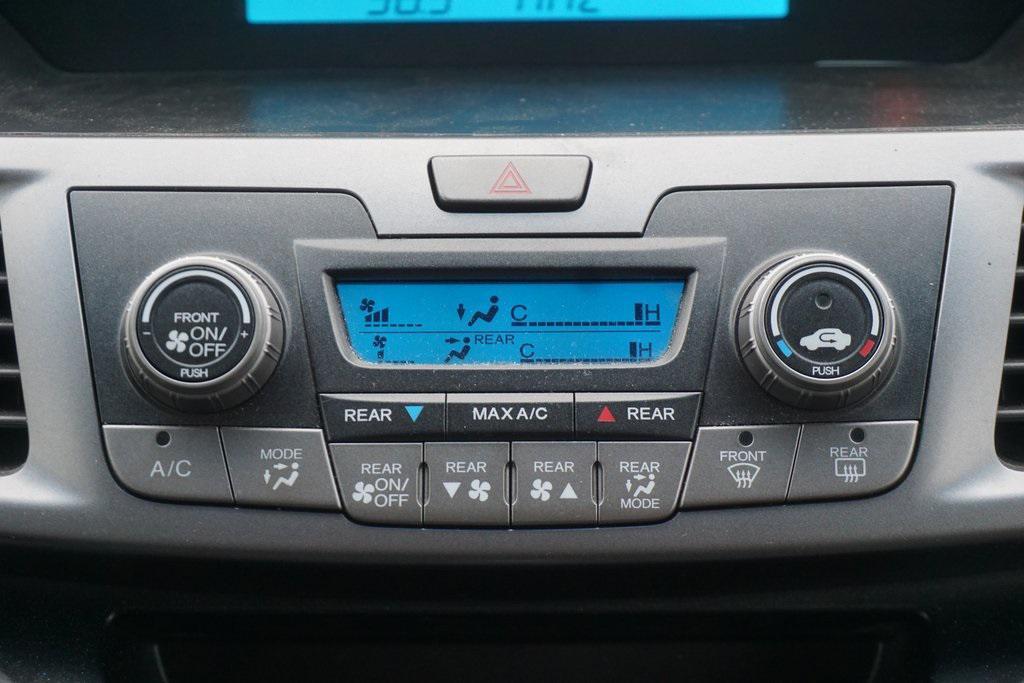 MHz
C H
REAR C H
FRONT
- ON/ +
OFF
PUSH
PUSH
REAR MAX A/C REAR
A/C
MODE
REAR
ON/
OFF
REAR
REAR
REAR
MODE
FRONT
REAR